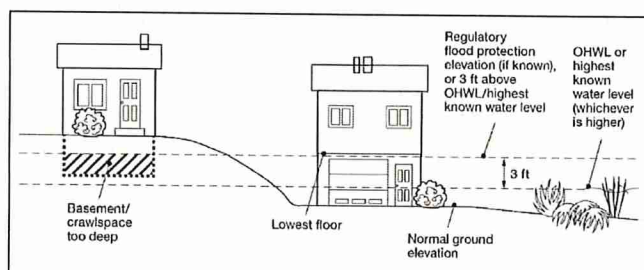 Regulatory
flood protection
elevation (if known),
or 3 ft above
OHWL/highest
known water level
OHWL or
highest
known
water level
(whichever
is higher)
3 ft
Basement/
crawlspace
too deep
Lowest floor
Normal ground
elevation